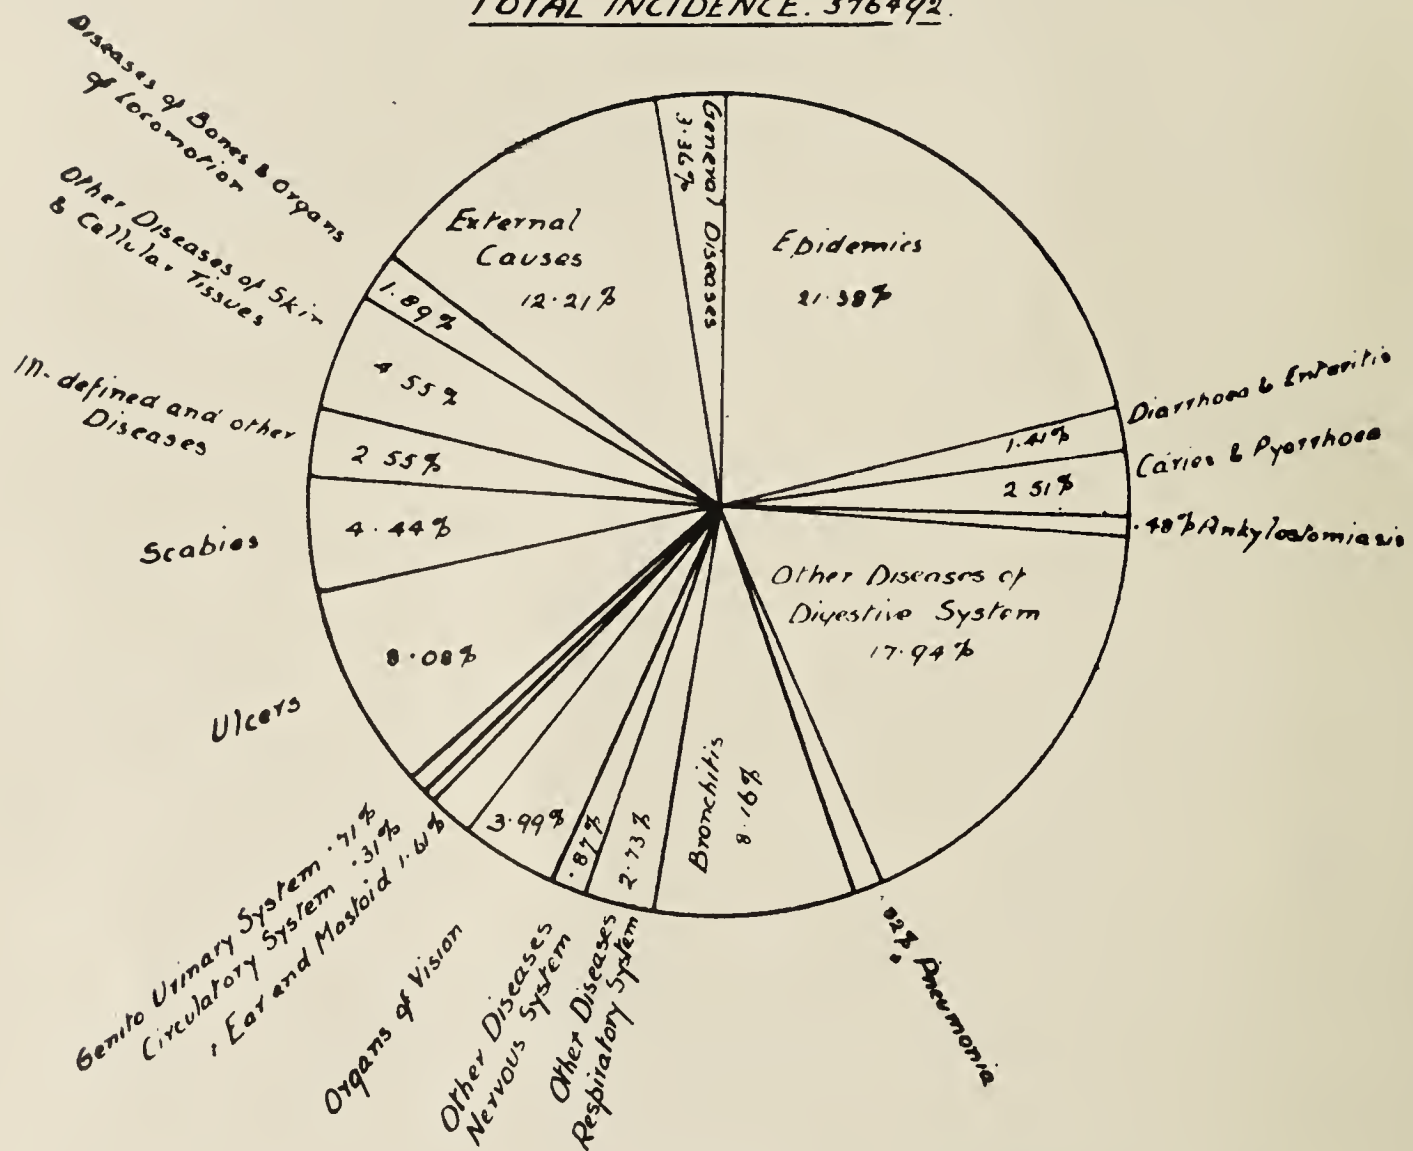 TOTAL INCIDENCE. 376492.
General Diseases
3.36%
Epidemics
21.38%
Diarrhoea & Enteritis
1.41%
Caries & Pyorrhoea
2 51%
.48% Ankylostomiasis
Other Diseases of
Digestive System
17.94%
Pneumonia
Bronchitis
8.16%
2.73%
Other Diseases
Respiratory System
.87%
Other Diseases
Nervous System
3.99%
Organs of Vision
Ear and Mastoid 1.61%
Circulatory System .31%
Genito Urinary System .71%
8.08%
Ulcers
4.44%
Scabies
2 55%
Ill-defined and other
Diseases
4 55%
Other Diseases of Skin
& Cellular Tissues
1.89%
Diseases of Bones & Organs
of Locomotion
External
Causes
12.21%